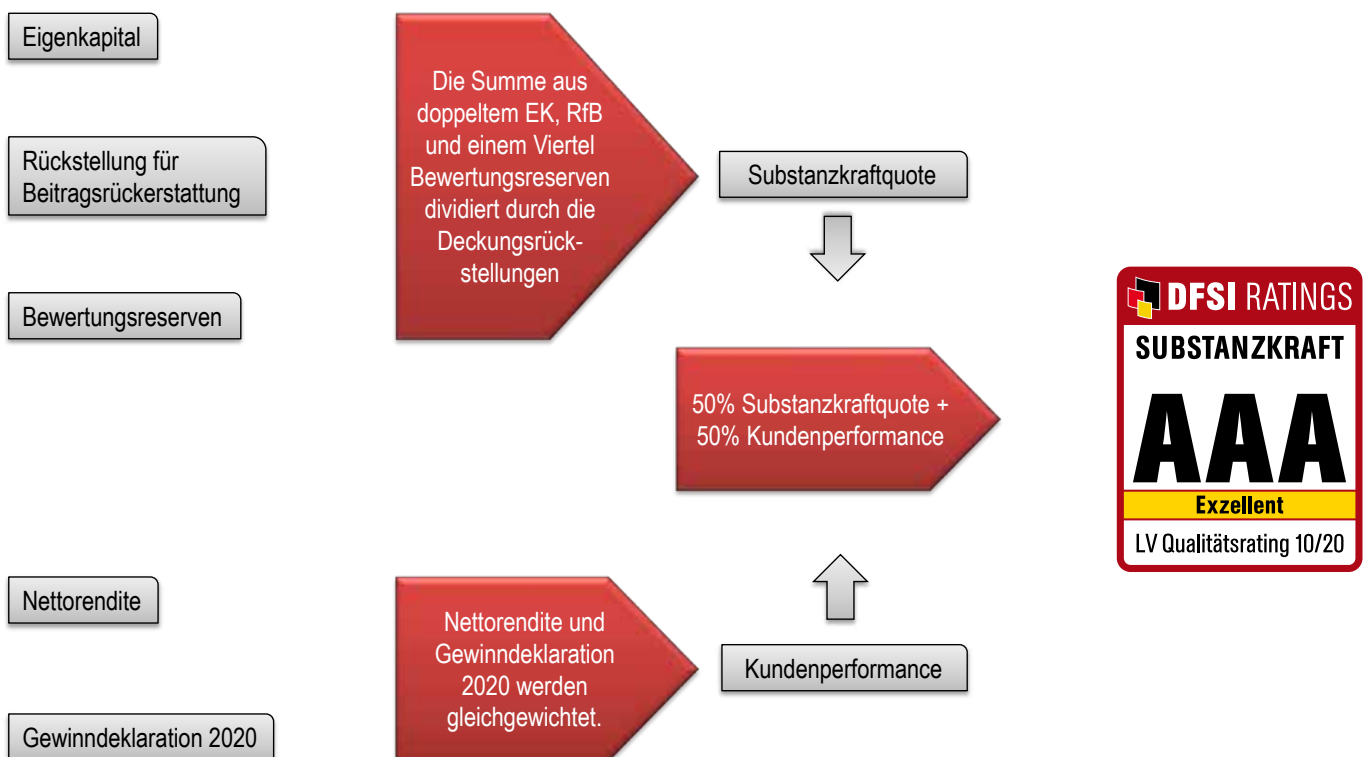 Eigenkapital
Rückstellung für
Beitragsrückerstattung
Bewertungsreserven
Die Summe aus
doppeltem EK, RfB
und einem Viertel
Bewertungsreserven
dividiert durch die
Deckungsrück-
stellungen
Substanzkraftquote
50% Substanzkraftquote +
50% Kundenperformance
DFSI RATINGS
SUBSTANZKRAFT
AAA
Exzellent
LV Qualitätsrating 10/20
Nettorendite
Gewinndeklaration 2020
Nettorendite und
Gewinndeklaration
2020 werden
gleichgewichtet.
Kundenperformance